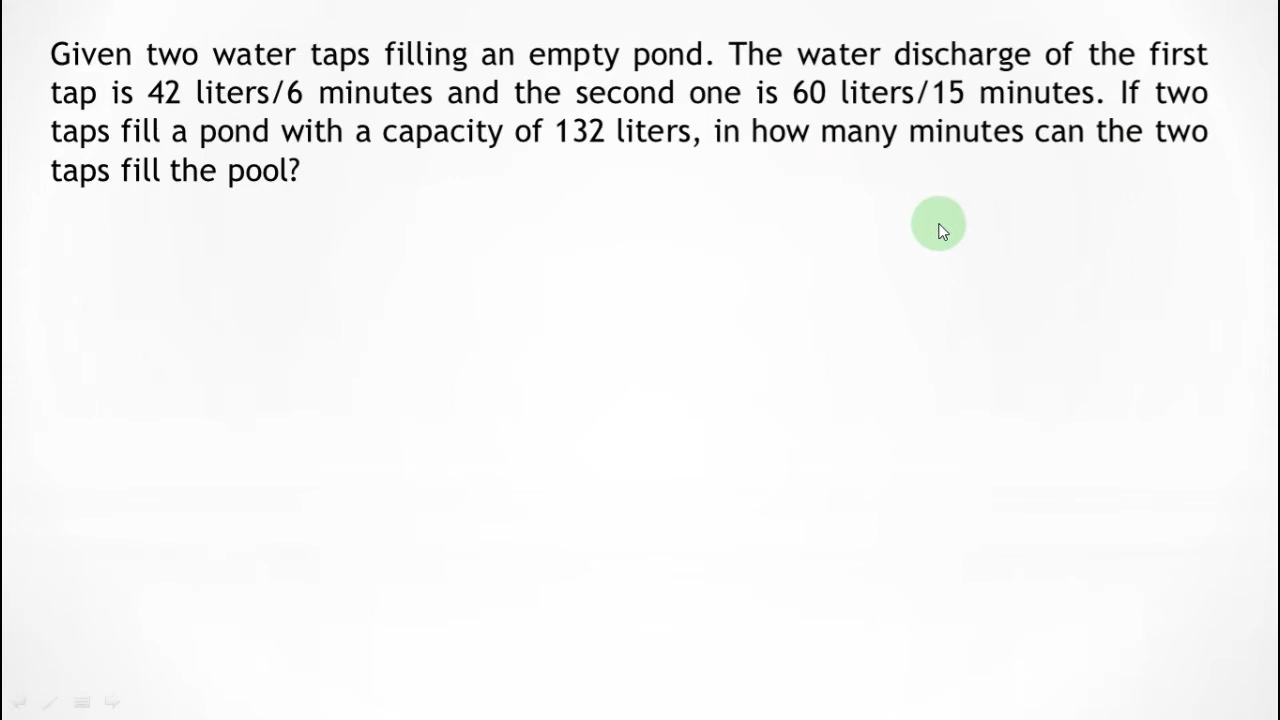 Given two water taps filling an empty pond. The water discharge of the first
tap is 42 liters/6 minutes and the second one is 60 liters/15 minutes. If two
taps fill a pond with a capacity of 132 liters, in how many minutes can the two
taps fill the pool?